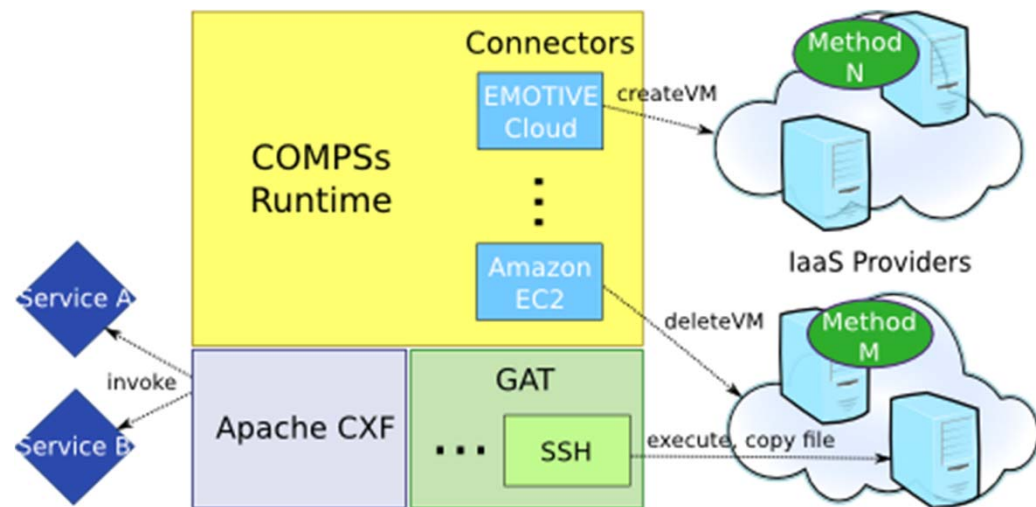 Connectors
EMOTIVE
Cloud
createVM
Method
N
COMPSs
Runtime
Amazon
EC2
IaaS Providers
deleteVM
Method
M
Service A
invoke
Service B
Apache CXF
GAT
SSH
execute, copy file